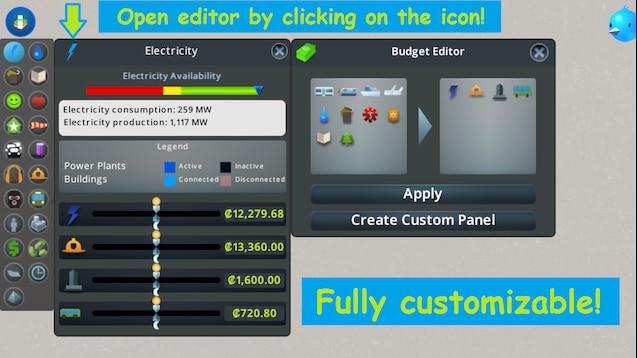 Open editor by clicking on the icon!
Electricity
Electricity Availability
Electricity consumption: 259 MW
Electricity production: 1,117 MW
Legend
Power Plants
Active
Inactive
Buildings
Connected
Disconnected
₡12,279.68
₡13,360.00
₡1,600.00
₡720.80
Budget Editor
Apply
Create Custom Panel
Fully customizable!